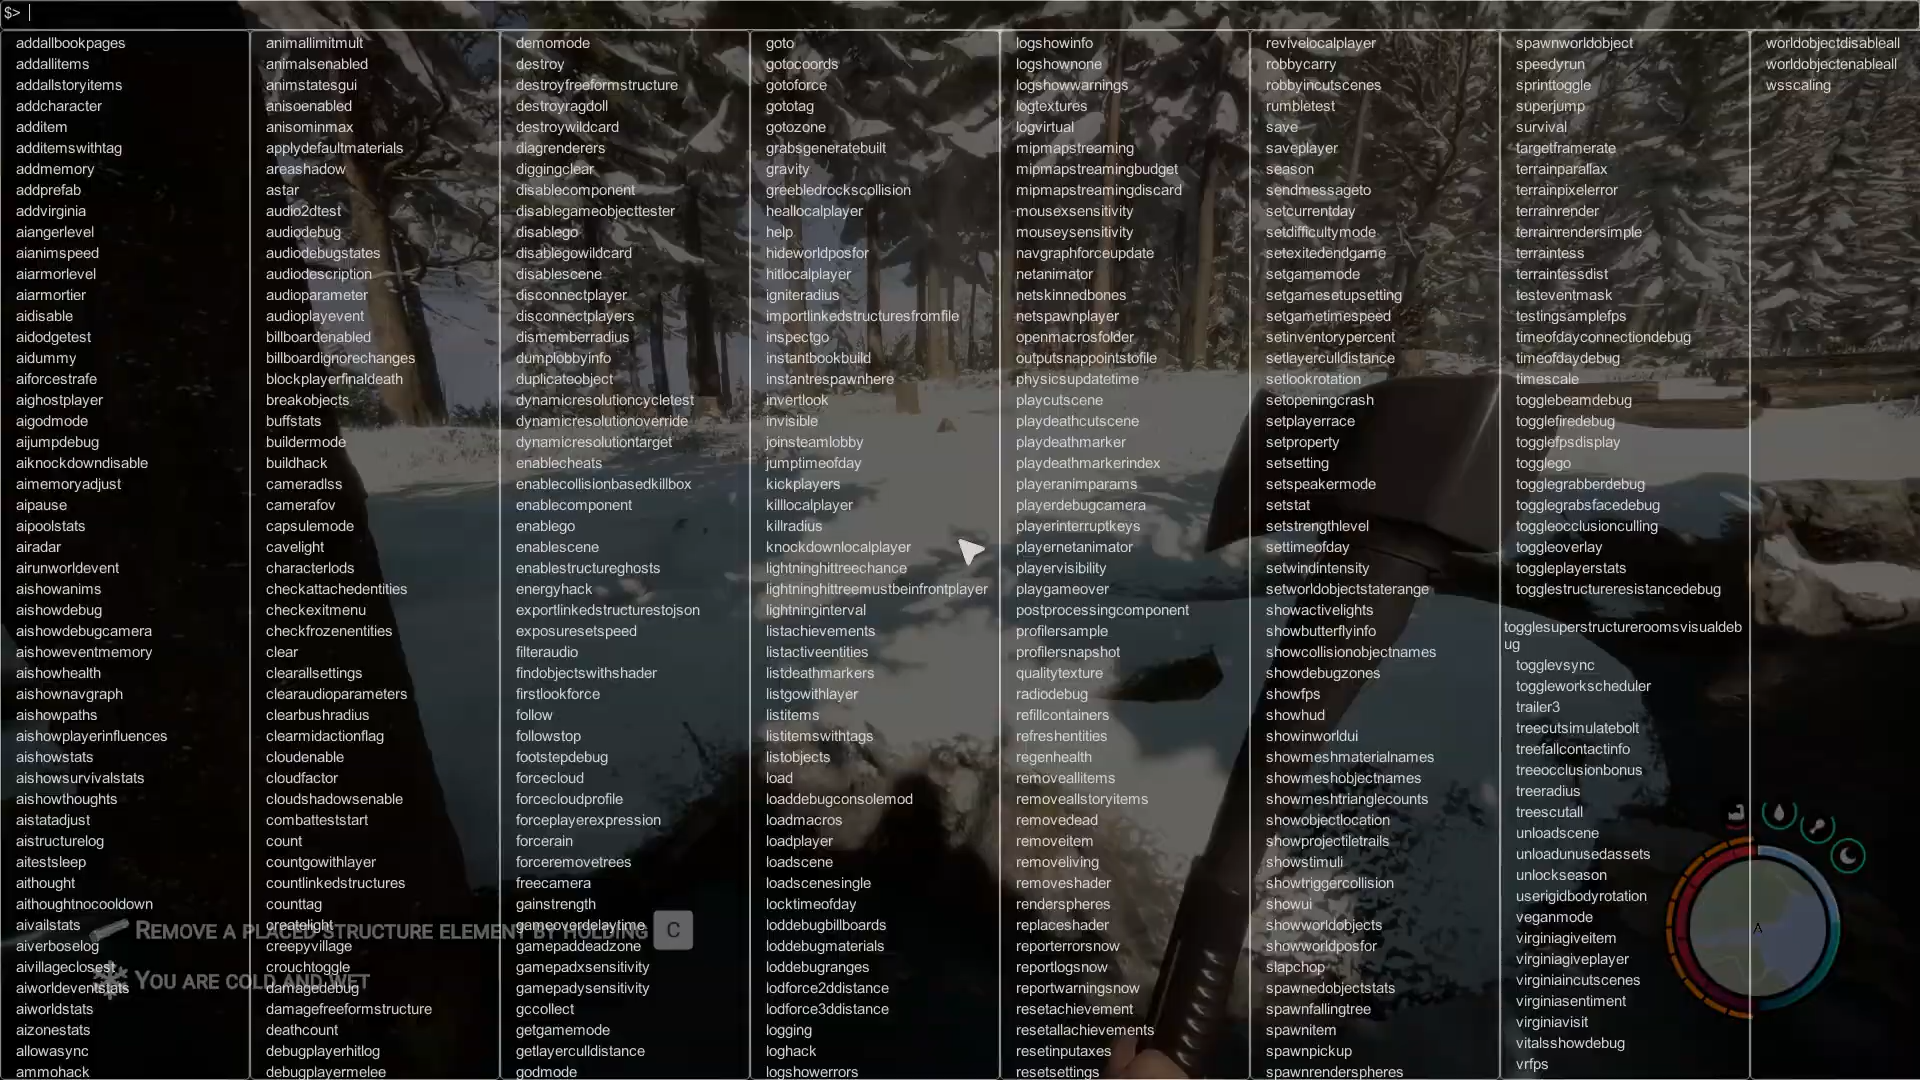 $>
addallbookpages
addallitems
addallstoryitems
addcharacter
additem
additemswithtag
addmemory
addprefab
addvirginia
aiangerlevel
aianimspeed
aiarmorlevel
aiarmortier
aidisable
aidodgetest
aidummy
aiforcestrafe
aighostplayer
aigodmode
aijumpdebug
aiknockdowndisable
aimemoryadjust
aipause
aipoolstats
airadar
airunworldevent
aishowanims
aishowdebug
aishowdebugcamera
aishoweventmemory
aishowhealth
aishownavgraph
aishowpaths
aishowplayerinfluences
aishowstats
aishowsurvivalstats
aishowthoughts
aistatadjust
aistructurelog
aitestsleep
aithought
aithoughtnocooldown
aivailstats
aiverboselog
aivillageclosest
aiworldeventstats
aiworldstats
aizonestats
allowasync
ammohack
animallimitmult
animalsenabled
animstatesgui
anisoenabled
anisominmax
applydefaultmaterials
areashadow
astar
audio2dtest
audiodebug
audiodebugstates
audiodescription
audioparameter
audioplayevent
billboardenabled
billboardignorechanges
blockplayerfinaldeath
breakobjects
buffstats
buildermode
buildhack
cameradlss
camerafov
capsulemode
cavelight
characterlods
checkattachedentities
checkexitmenu
checkfrozenentities
clear
clearallsettings
clearaudioparameters
clearbushradius
clearmidactionflag
cloudenable
cloudfactor
cloudshadowsenable
combatteststart
count
countgowithlayer
countlinkedstructures
counttag
createlight
creepyvillage
crouchtoggle
damagedebug
damagefreeformstructure
deathcount
debugplayerhitlog
debugplayermelee
demomode
destroy
destroyfreeformstructure
destroyragdoll
destroywildcard
diagrenderers
diggingclear
disablecomponent
disablegameobjecttester
disablego
disablegowildcard
disablescene
disconnectplayer
disconnectplayers
dismemberradius
dumplobbyinfo
duplicateobject
dynamicresolutioncycletest
dynamicresolutionoverride
dynamicresolutiontarget
enablecheats
enablecollisionbasedkillbox
enablecomponent
enablego
enablescene
enablestructureghosts
energyhack
exportlinkedstructurestojson
exposuresetspeed
filteraudio
findobjectswithshader
firstlookforce
follow
followstop
footstepdebug
forcecloud
forcecloudprofile
forceplayerexpression
forcerain
forceremovetrees
freecamera
gainstrength
gameoverdelaytime
gamepaddeadzone
gamepadxsensitivity
gamepadysensitivity
gccollect
getgamemode
getlayerculldistance
godmode
goto
gotocoords
gotoforce
gototag
gotozone
grabsgeneratebuilt
gravity
greebledrockscollision
heallocalplayer
help
hideworldposfor
hitlocalplayer
igniteradius
importlinkedstructuresfromfile
inspectgo
instantbookbuild
instantrespawnhere
invertlook
invisible
joinsteamlobby
jumptimeofday
kickplayers
killlocalplayer
killradius
knockdownlocalplayer
lightninghittreechance
lightninghittreemustbeinfrontplayer
lightninginterval
listachievements
listactiveentities
listdeathmarkers
listgowithlayer
listitems
listitemswithtags
listobjects
load
loaddebugconsolemod
loadmacros
loadplayer
loadscene
loadscenesingle
locktimeofday
loddebugbillboards
loddebugmaterials
loddebugranges
lodforce2ddistance
lodforce3ddistance
logging
loghack
logshowerrors
logshowinfo
logshownone
logshowwarnings
logtextures
logvirtual
mipmapstreaming
mipmapstreamingbudget
mipmapstreamingdiscard
mousexsensitivity
mouseysensitivity
navgraphforceupdate
netanimator
netskinnedbones
netspawnplayer
openmacrosfolder
outputsnappointstofile
physicsupdatetime
playcutscene
playdeathcutscene
playdeathmarker
playdeathmarkerindex
playeranimparams
playerdebugcamera
playerinterruptkeys
playernetanimator
playervisibility
playgameover
postprocessingcomponent
profilersample
profilersnapshot
qualitytexture
radiodebug
refillcontainers
refreshentities
regenhealth
removeallitems
removeallstoryitems
removedead
removeitem
removeliving
removeshader
renderspheres
replaceshader
reporterrorsnow
reportlogsnow
reportwarningsnow
resetachievement
resetallachievements
resetinputaxes
resetsettings
revivelocalplayer
robbycarry
robbyincutscenes
rumbletest
save
saveplayer
season
sendmessageto
setcurrentday
setdifficultymode
setexitedendgame
setgamemode
setgamesetupsetting
setgametimespeed
setinventorypercent
setlayerculldistance
setlookrotation
setopeningcrash
setplayerrace
setproperty
setsetting
setspeakermode
setstat
setstrengthlevel
settimeofday
setwindintensity
setworldobjectstaterange
showactivelights
showbutterflyinfo
showcollisionobjectnames
showdebugzones
showfps
showhud
showinworldui
showmeshmaterialnames
showmeshobjectnames
showmeshtrianglecounts
showobjectlocation
showprojectiletrails
showstimuli
showtriggercollision
showui
showworldobjects
showworldposfor
slapchop
spawnedobjectstats
spawnfallingtree
spawnitem
spawnpickup
spawnrenderspheres
spawnworldobject
speedyrun
sprinttoggle
superjump
survival
targetframerate
terrainparallax
terrainpixelerror
terrainrender
terrainrendersimple
terraintess
terraintessdist
testeventmask
testingsamplefps
timeofdayconnectiondebug
timeofdaydebug
timescale
togglebeamdebug
togglefiredebug
togglefpsdisplay
togglego
togglegrabberdebug
togglegrabsfacedebug
toggleocclusionculling
toggleoverlay
toggleplayerstats
togglestructureresistancedebug
togglesuperstructureroomsvisualdeb
ug
togglevsync
toggleworkscheduler
trailer3
treecutsimulatebolt
treefallcontactinfo
treeocclusionbonus
treeradius
treescutall
unloadscene
unloadunusedassets
unlockseason
userigidbodyrotation
veganmode
virginiagiveitem
virginiagiveplayer
virginiaincutscenes
virginiasentiment
virginiavisit
vitalsshowdebug
vrfps
worldobjectdisableall
worldobjectenableall
wsscaling
REMOVE A PLACED STRUCTURE ELEMENT BY HOLDING C
YOU ARE COLD AND WET
A